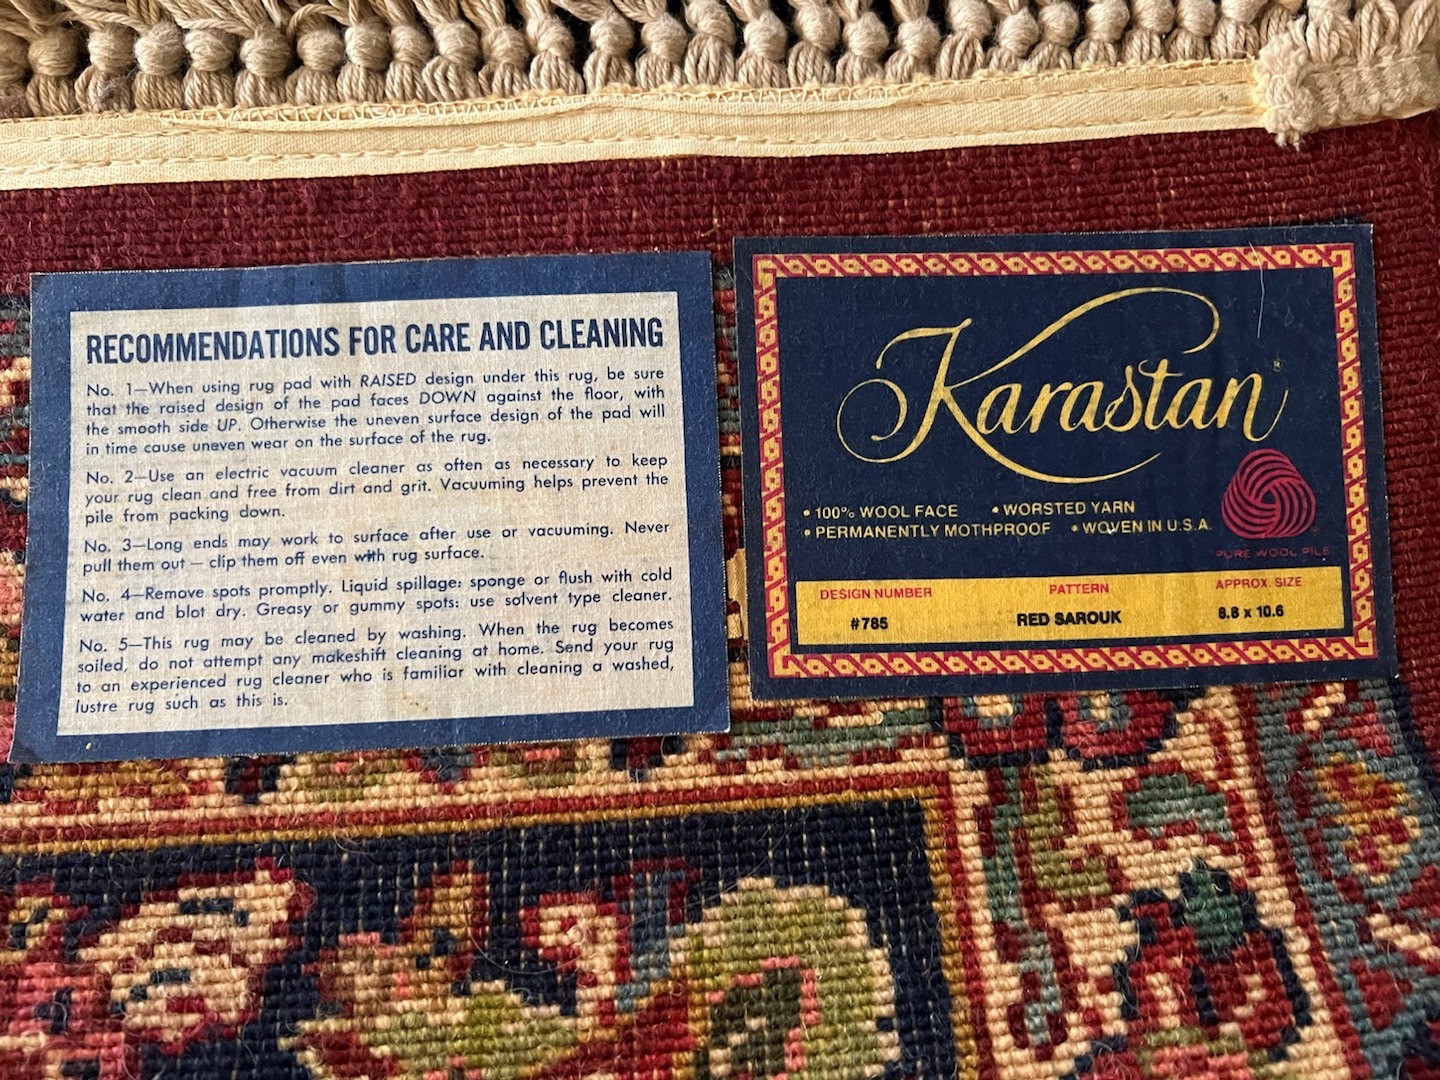 RECOMMENDATIONS FOR CARE AND CLEANING
No. 1—When using rug pad with RAISED design under this rug, be sure
that the raised design of the pad faces DOWN against the floor, with
the smooth side UP. Otherwise the uneven surface design of the pad will
in time cause uneven wear on the surface of the rug.
No. 2—Use an electric vacuum cleaner as often as necessary to keep
your rug clean and free from dirt and grit. Vacuuming helps prevent the
pile from packing down.
No. 3—Long ends may work to surface after use or vacuuming. Never
pull them out — clip them off even with rug surface.
No. 4—Remove spots promptly. Liquid spillage: sponge or flush with cold
water and blot dry. Greasy or gummy spots: use solvent type cleaner.
No. 5—This rug may be cleaned by washing. When the rug becomes
soiled, do not attempt any makeshift cleaning at home. Send your rug
to an experienced rug cleaner who is familiar with cleaning a washed,
lustre rug such as this is.
Karastan®
• 100% WOOL FACE • WORSTED YARN
• PERMANENTLY MOTHPROOF • WOVEN IN U.S.A.
PURE WOOL PILE
DESIGN NUMBER PATTERN APPROX. SIZE
#785 RED SAROUK 8.8 x 10.6